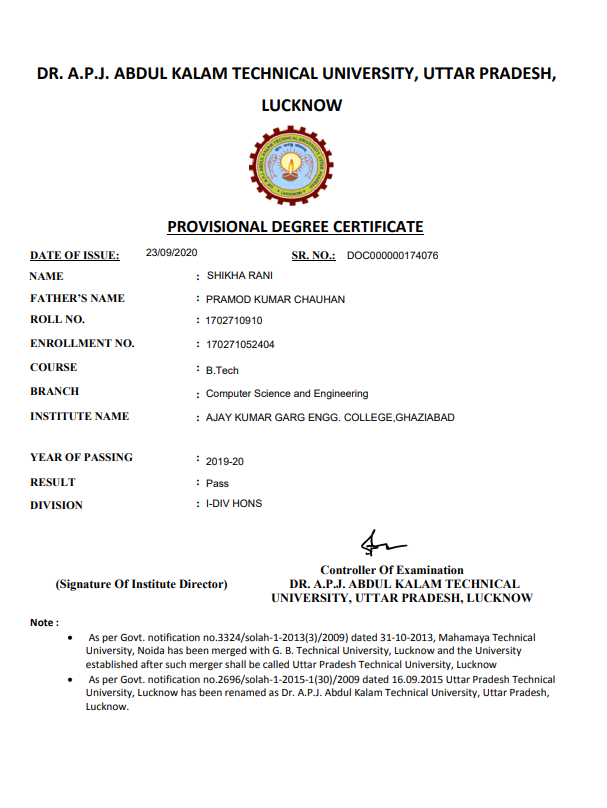 DR. A.P.J. ABDUL KALAM TECHNICAL UNIVERSITY, UTTAR PRADESH,
LUCKNOW
PROVISIONAL DEGREE CERTIFICATE
DATE OF ISSUE: 23/09/2020 SR. NO.: DOC000000174076
NAME : SHIKHA RANI
FATHER'S NAME : PRAMOD KUMAR CHAUHAN
ROLL NO. : 1702710910
ENROLLMENT NO. : 170271052404
COURSE : B.Tech
BRANCH : Computer Science and Engineering
INSTITUTE NAME : AJAY KUMAR GARG ENGG. COLLEGE,GHAZIABAD
YEAR OF PASSING : 2019-20
RESULT : Pass
DIVISION : I-DIV HONS
Controller Of Examination
(Signature Of Institute Director) DR. A.P.J. ABDUL KALAM TECHNICAL
UNIVERSITY, UTTAR PRADESH, LUCKNOW
Note :
• As per Govt. notification no.3324/solah-1-2013(3)/2009) dated 31-10-2013, Mahamaya Technical
University, Noida has been merged with G. B. Technical University, Lucknow and the University
established after such merger shall be called Uttar Pradesh Technical University, Lucknow
• As per Govt. notification no.2696/solah-1-2015-1(30)/2009 dated 16.09.2015 Uttar Pradesh Technical
University, Lucknow has been renamed as Dr. A.P.J. Abdul Kalam Technical University, Uttar Pradesh,
Lucknow.